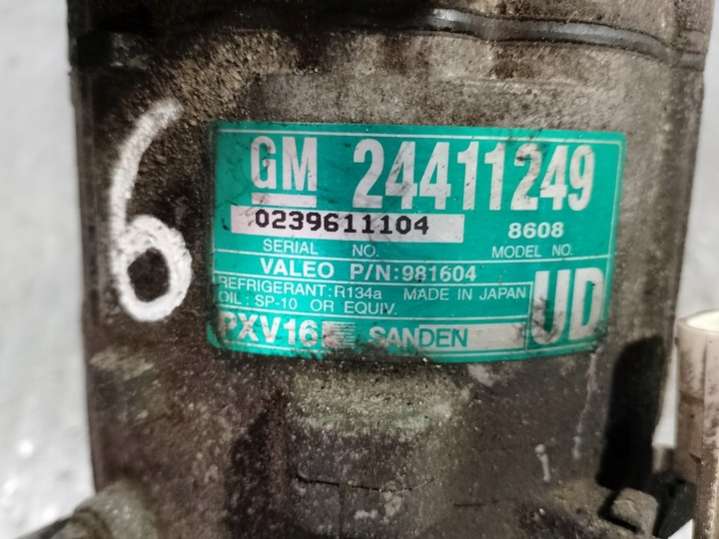 6
GM 24411249
0239611104 8608
SERIAL NO. MODEL NO.
VALEO P/N:981604
REFRIGERANT:R134a MADE IN JAPAN
OIL: SP-10 OR EQUIV.
PXV16 SANDEN
UD